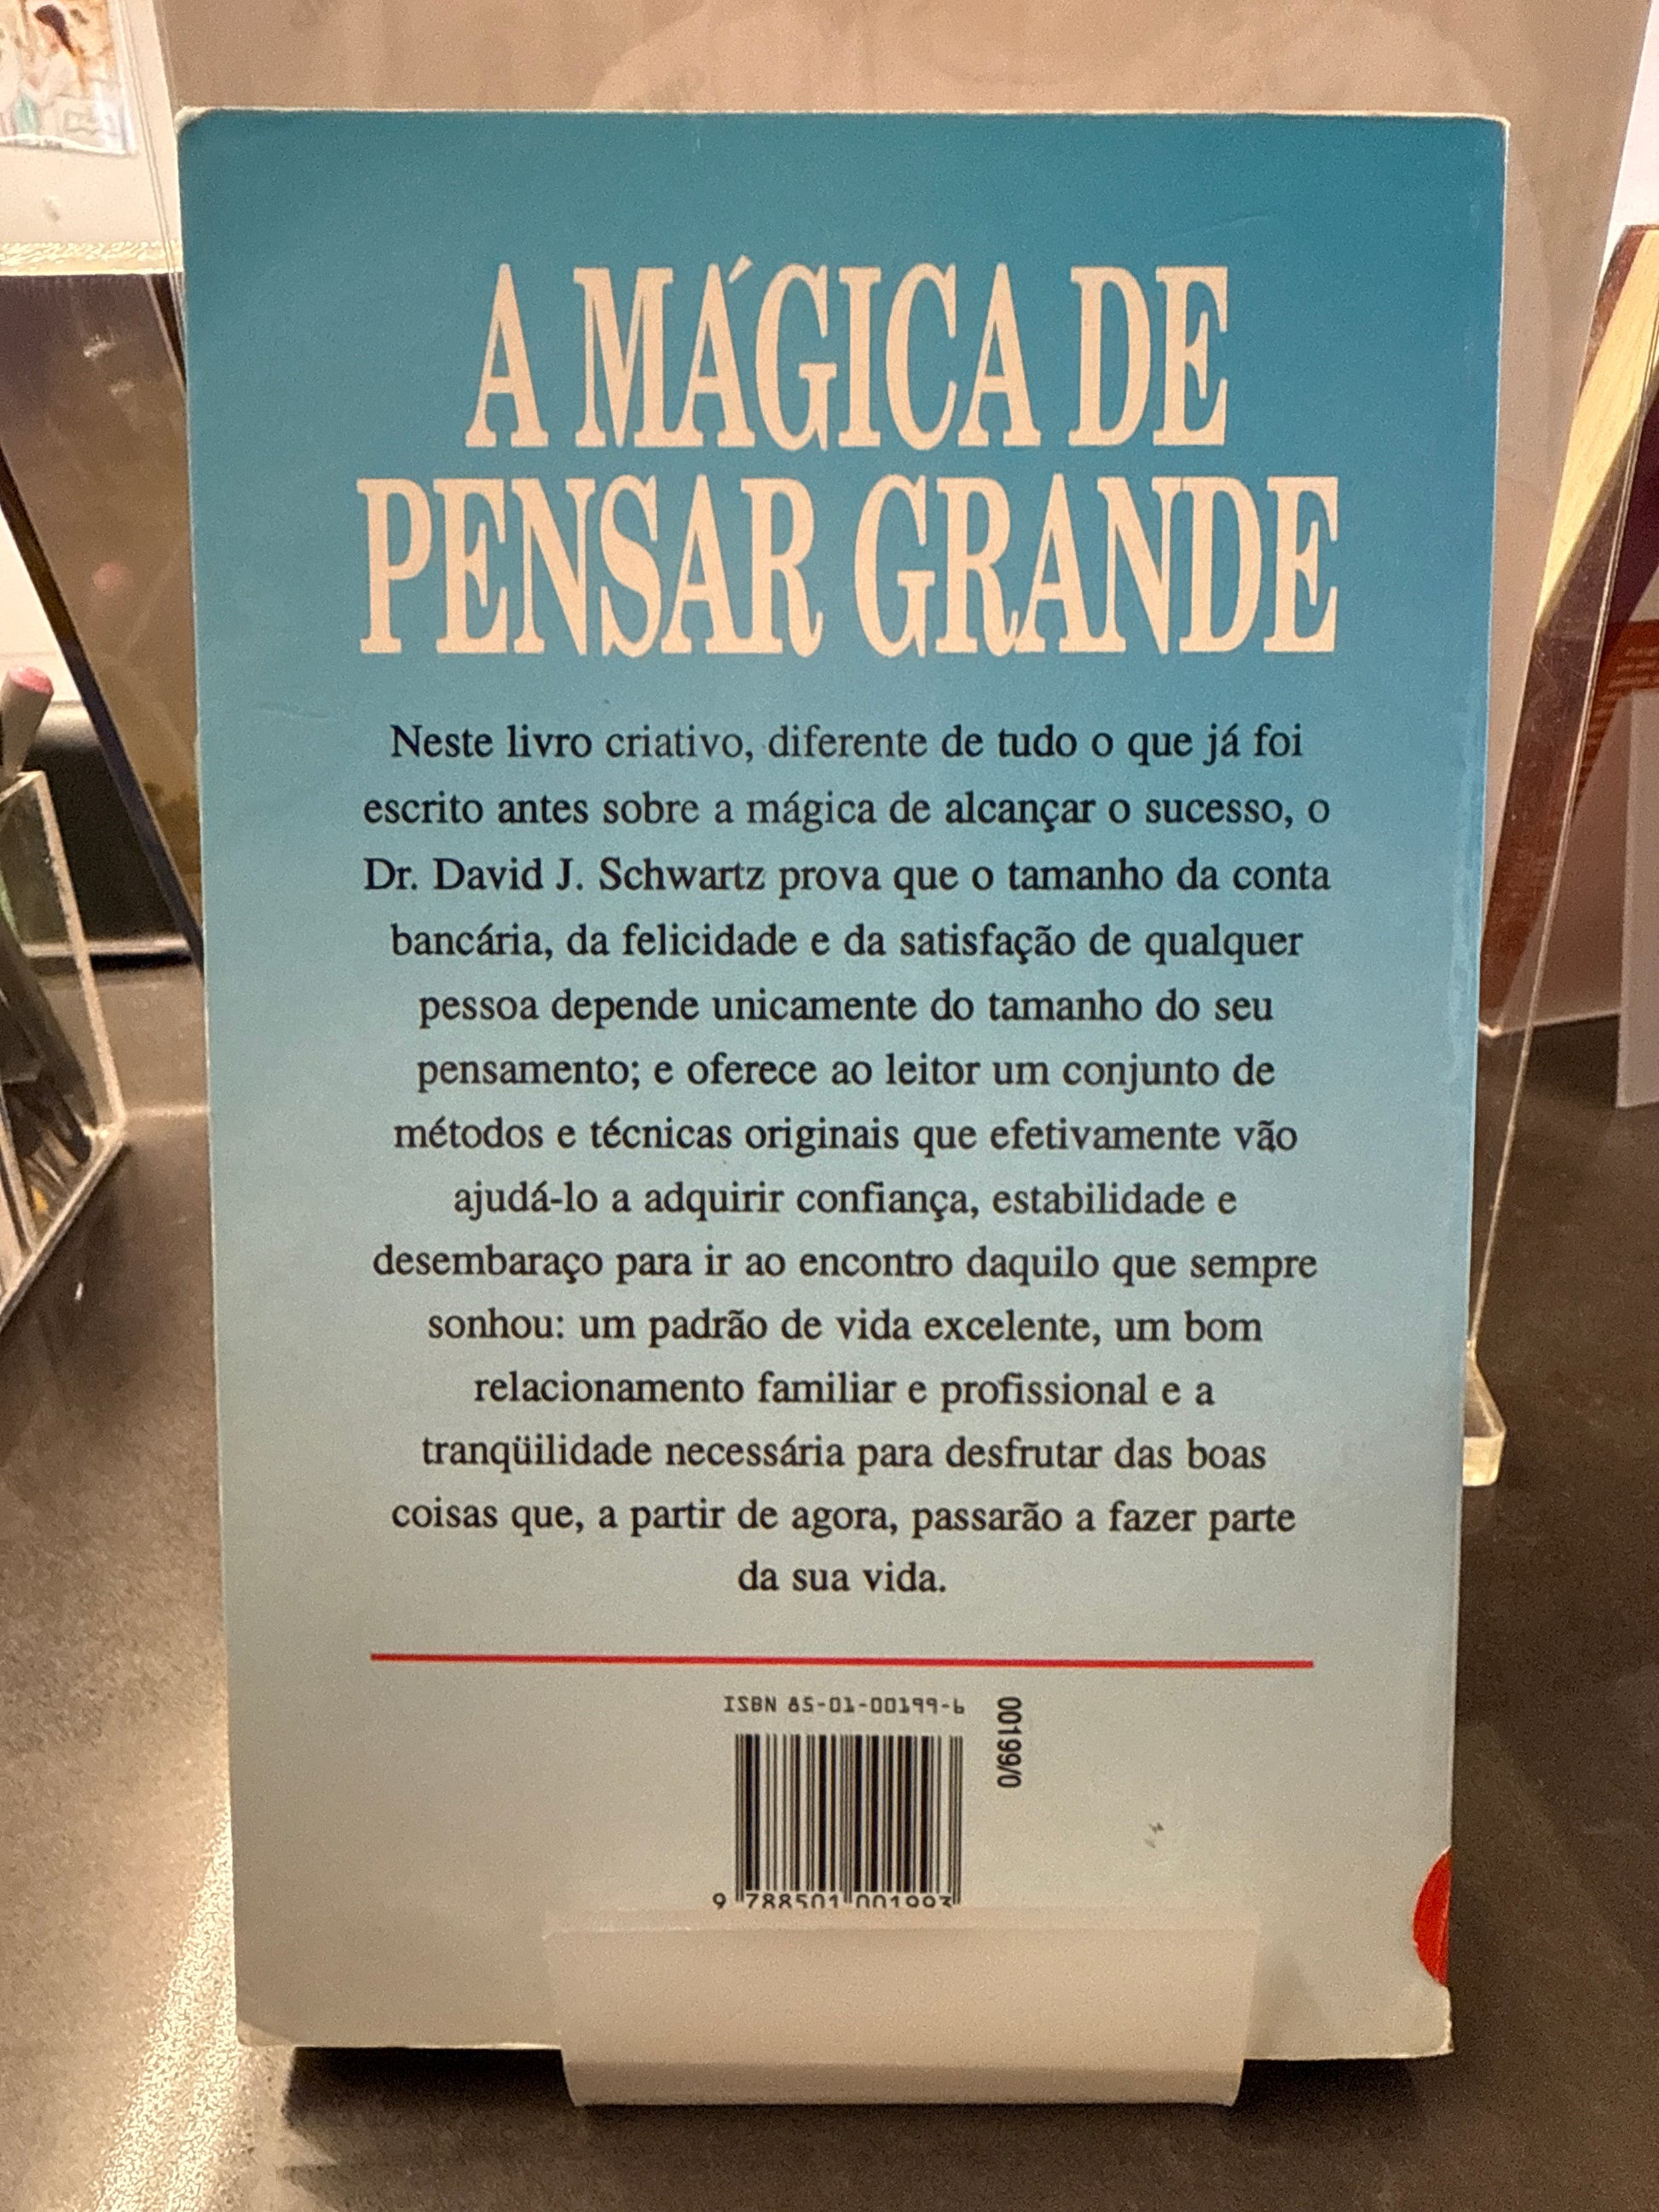 A MÁGICA DE
PENSAR GRANDE
Neste livro criativo, diferente de tudo o que já foi
escrito antes sobre a mágica de alcançar o sucesso, o
Dr. David J. Schwartz prova que o tamanho da conta
bancária, da felicidade e da satisfação de qualquer
pessoa depende unicamente do tamanho do seu
pensamento; e oferece ao leitor um conjunto de
métodos e técnicas originais que efetivamente vão
ajudá-lo a adquirir confiança, estabilidade e
desembaraço para ir ao encontro daquilo que sempre
sonhou: um padrão de vida excelente, um bom
relacionamento familiar e profissional e a
tranqüilidade necessária para desfrutar das boas
coisas que, a partir de agora, passarão a fazer parte
da sua vida.
ISBN 85-01-00199-6
00199/0
9 788501 001993